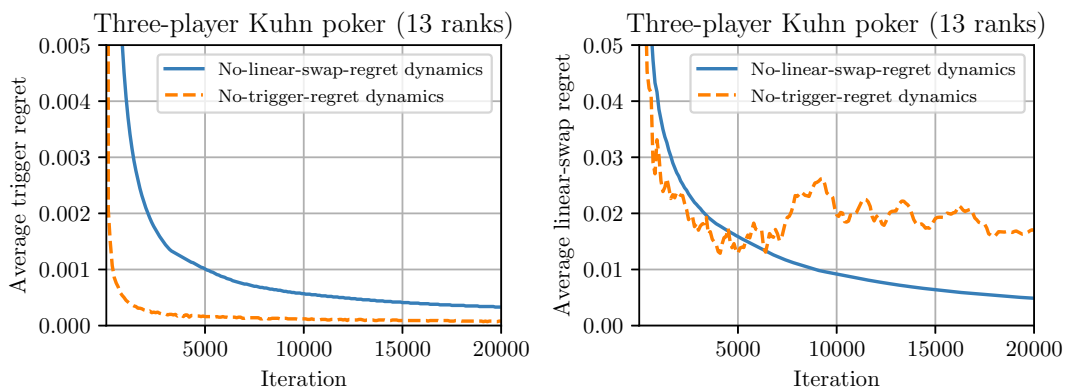 Three-player Kuhn poker (13 ranks)
Average trigger regret
0.005
0.004
0.003
0.002
0.001
0.000
No-linear-swap-regret dynamics
No-trigger-regret dynamics
5000
10000
15000
20000
Iteration
Three-player Kuhn poker (13 ranks)
Average linear-swap regret
0.05
0.04
0.03
0.02
0.01
0.00
No-linear-swap-regret dynamics
No-trigger-regret dynamics
5000
10000
15000
20000
Iteration